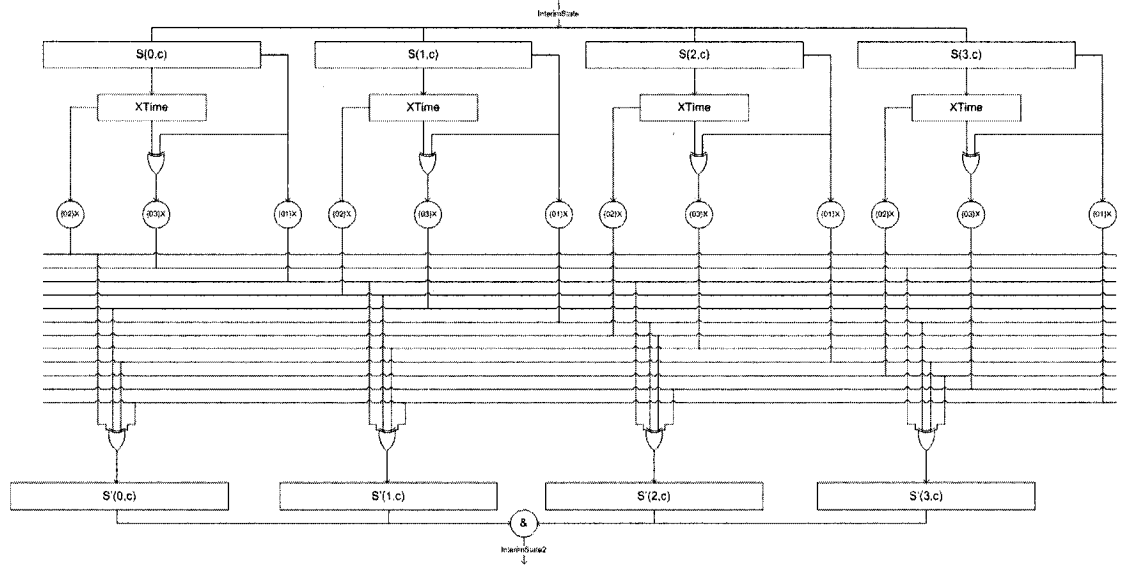 InterimState
S(0,c) S(1,c) S(2,c) S(3,c)
XTime XTime XTime XTime
{02}X {03}X {01}X {02}X {03}X {01}X {02}X {03}X {01}X {02}X {03}X {01}X
S'(0,c) S'(1,c) S'(2,c) S'(3,c)
&
InterimState2